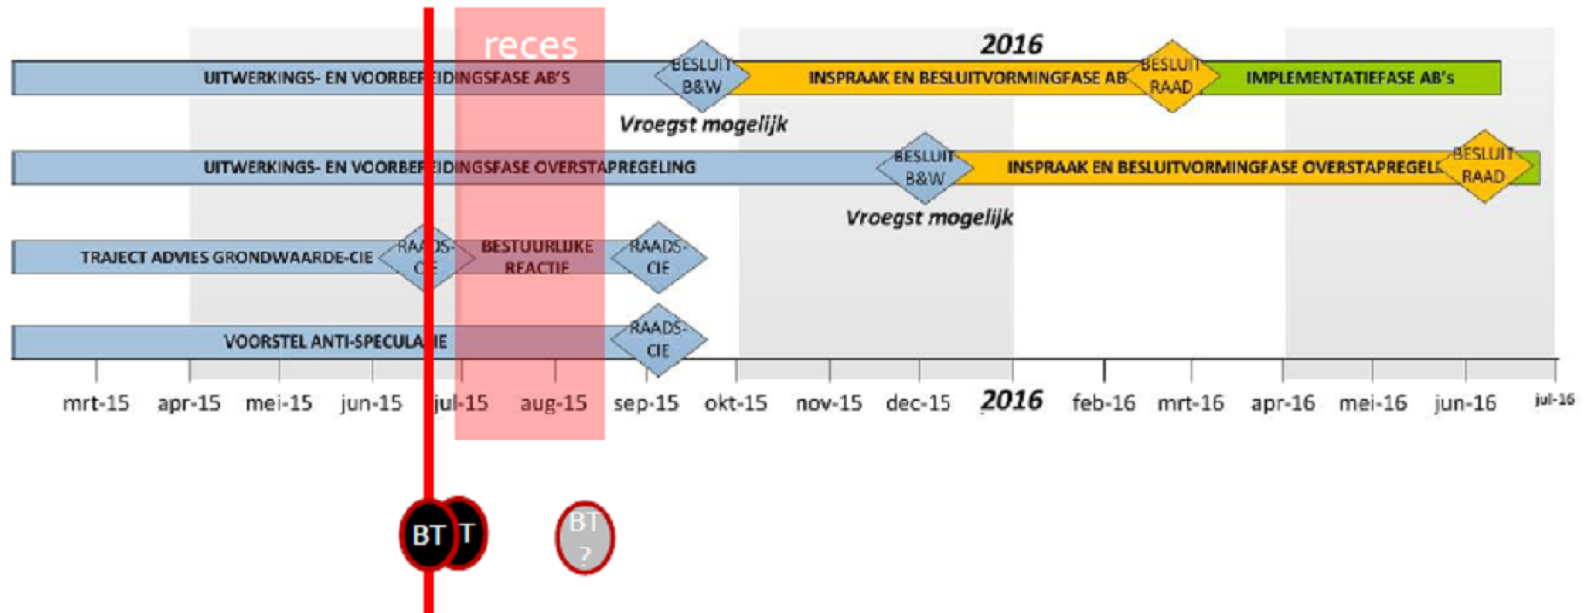 reces
2016
UITWERKINGS- EN VOORBEREIDINGSFASE AB'S
BESLUIT
B&W
INSPRAAK EN BESLUITVORMINGFASE AB
BESLUIT
RAAD
IMPLEMENTATIEFASE AB's
Vroegst mogelijk
UITWERKINGS- EN VOORBEREIDINGSFASE OVERSTAPREGELING
BESLUIT
B&W
INSPRAAK EN BESLUITVORMINGFASE OVERSTAPREGELI
BESLUIT
RAAD
Vroegst mogelijk
TRAJECT ADVIES GRONDWAARDE-CIE
RAADS-
CIE
BESTUURLIJKE
REACTIE
RAADS-
CIE
VOORSTEL ANTI-SPECULATIE
RAADS-
CIE
mrt-15 apr-15 mei-15 jun-15 jul-15 aug-15 sep-15 okt-15 nov-15 dec-15 2016 feb-16 mrt-16 apr-16 mei-16 jun-16 jul-16
BT T
BT
?